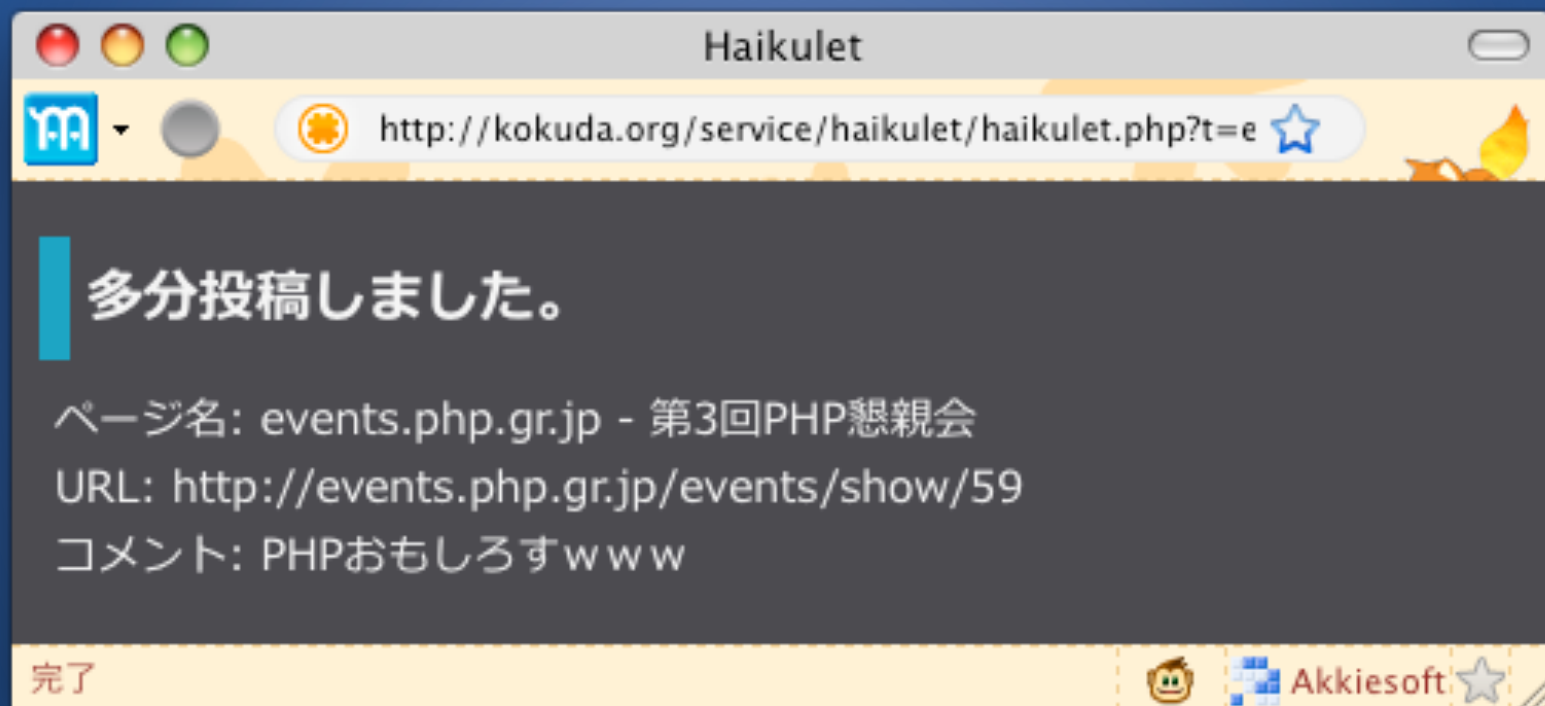 Haikulet
http://kokuda.org/service/haikulet/haikulet.php?t=e
多分投稿しました。
ページ名: events.php.gr.jp - 第3回PHP懇親会
URL: http://events.php.gr.jp/events/show/59
コメント: PHPおもしろすｗｗｗ
完了
Akkiesoft